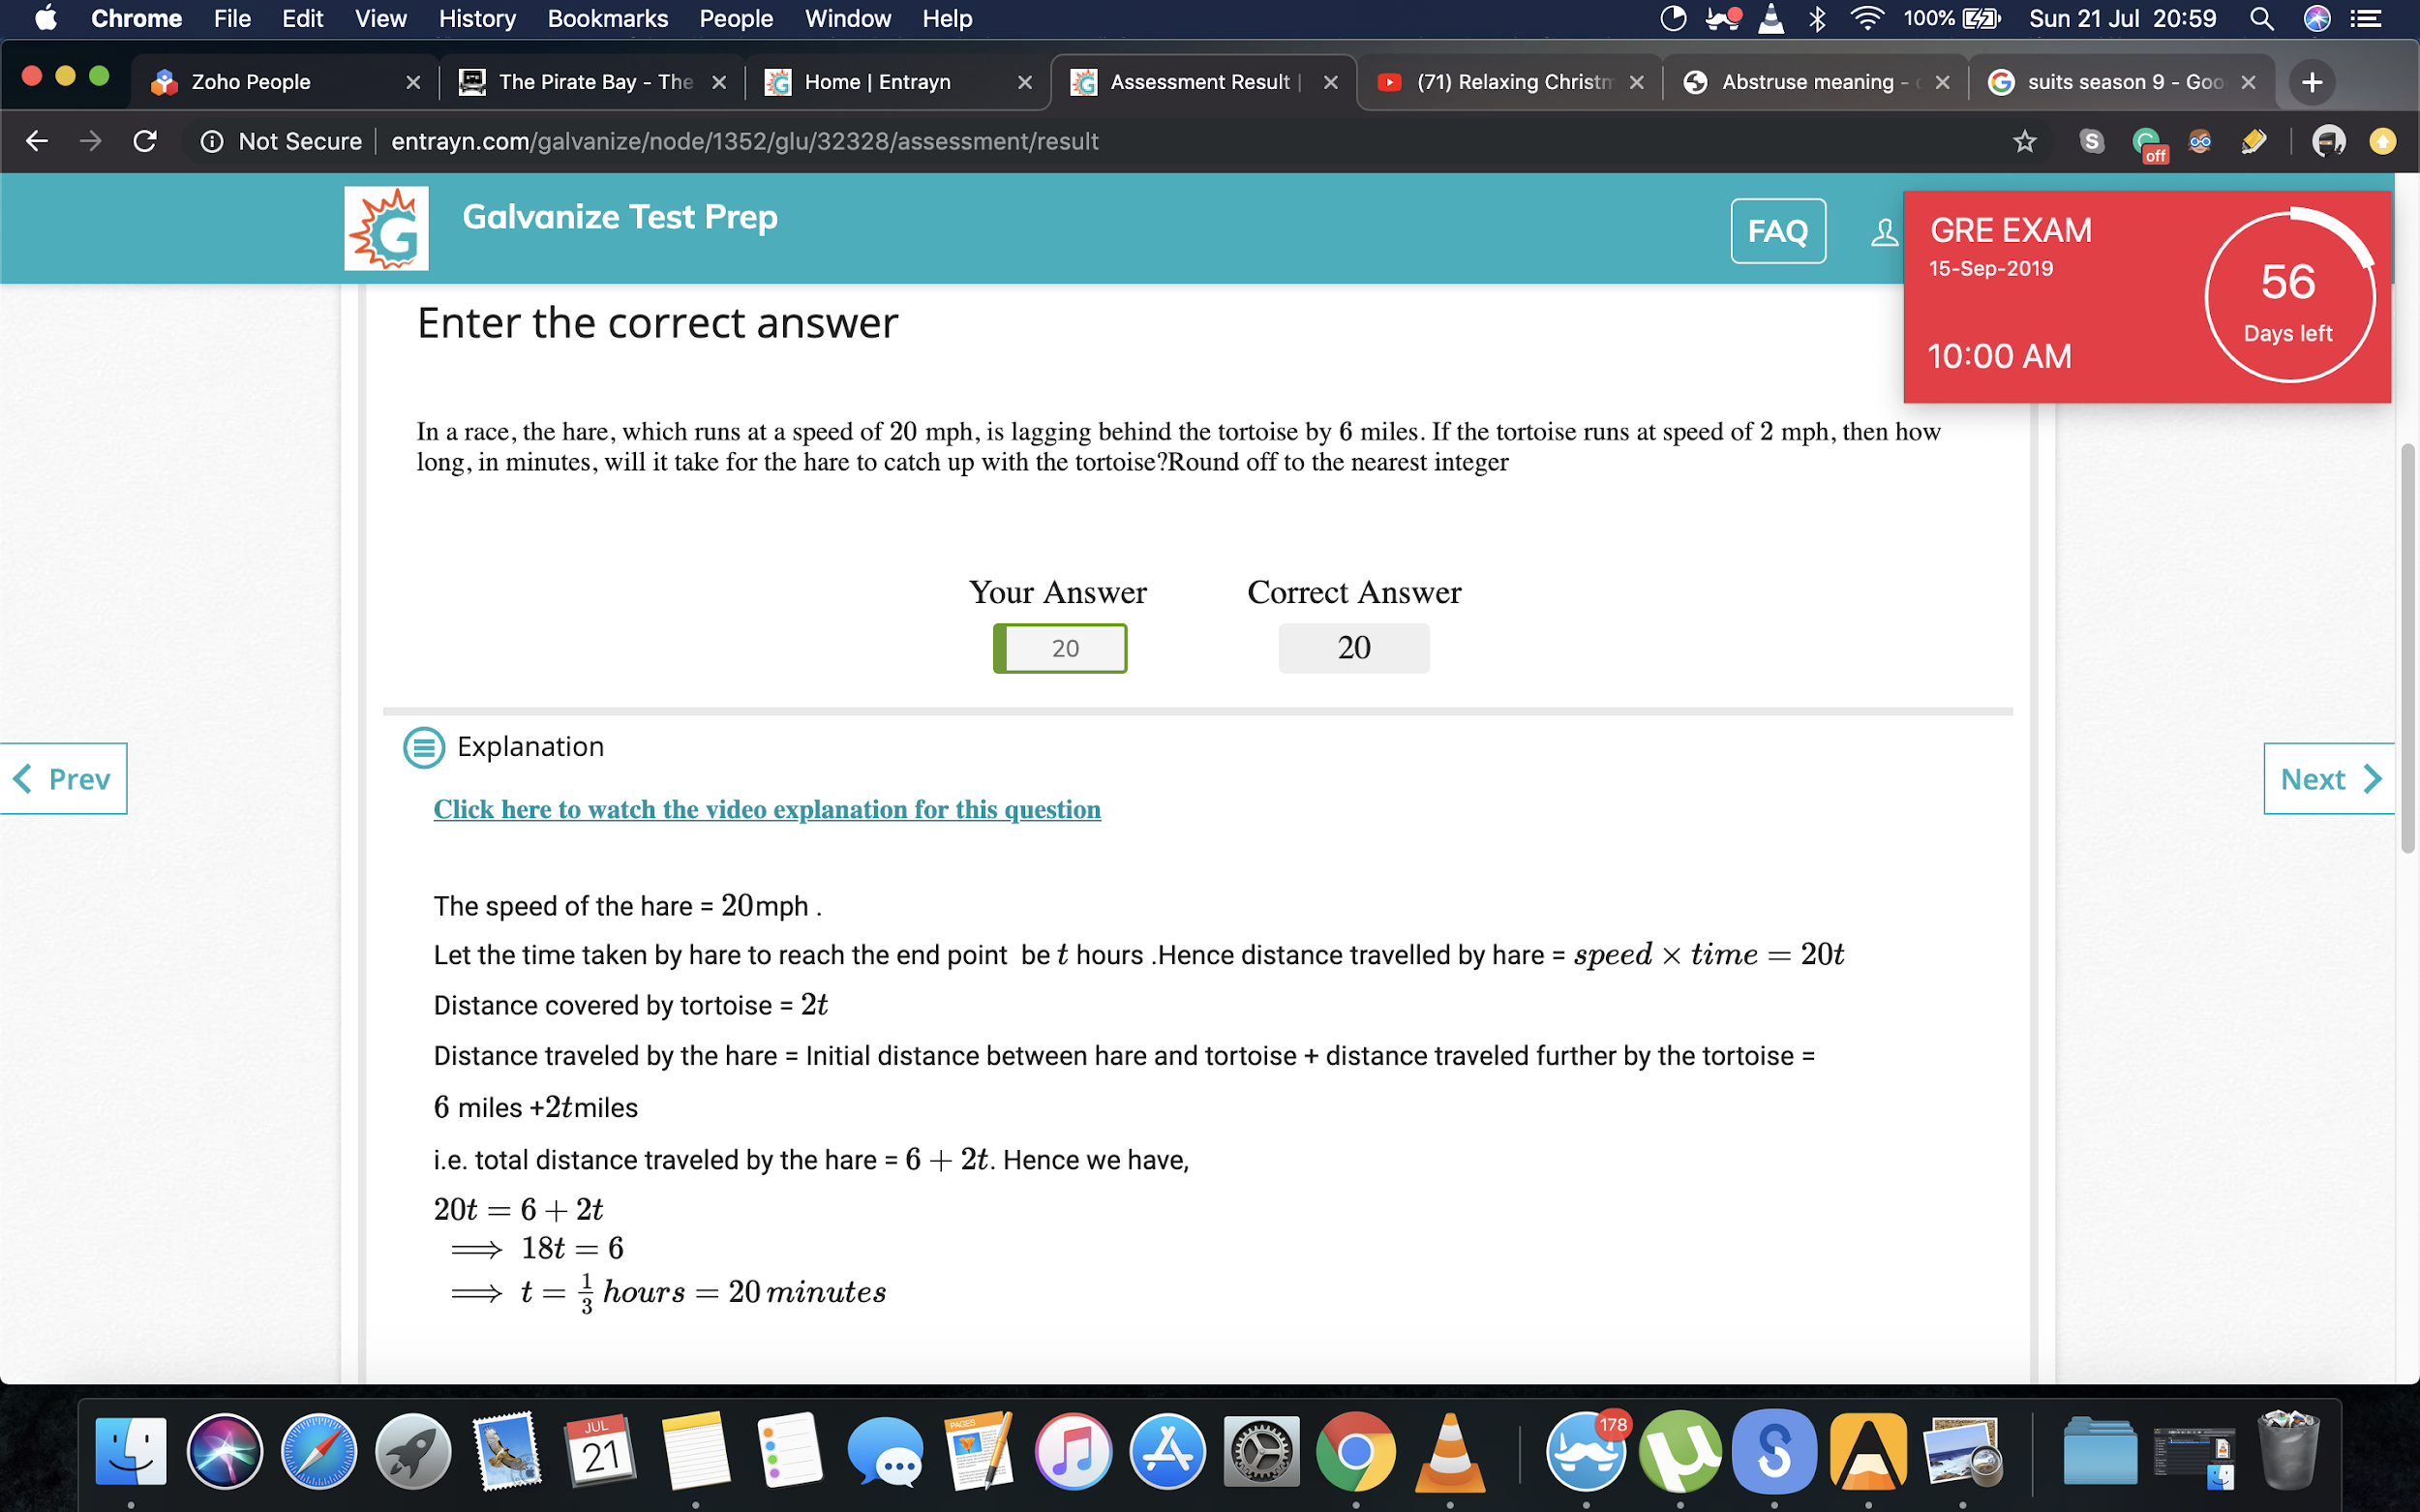 Chrome File Edit View History Bookmarks People Window Help 100% Sun 21 Jul 20:59
Zoho People The Pirate Bay - The Home | Entrayn Assessment Result | (71) Relaxing Christm Abstruse meaning - suits season 9 - Goo
Not Secure entrayn.com/galvanize/node/1352/glu/32328/assessment/result
off
Galvanize Test Prep
FAQ
GRE EXAM
15-Sep-2019
10:00 AM
56
Days left
Enter the correct answer
In a race, the hare, which runs at a speed of 20 mph, is lagging behind the tortoise by 6 miles. If the tortoise runs at speed of 2 mph, then how
long, in minutes, will it take for the hare to catch up with the tortoise?Round off to the nearest integer
Your Answer Correct Answer
20 20
Explanation
Prev
Next
Click here to watch the video explanation for this question
The speed of the hare = 20mph .
Let the time taken by hare to reach the end point be t hours .Hence distance travelled by hare = speed × time = 20t
Distance covered by tortoise = 2t
Distance traveled by the hare = Initial distance between hare and tortoise + distance traveled further by the tortoise =
6 miles +2tmiles
i.e. total distance traveled by the hare = 6 + 2t. Hence we have,
20t = 6 + 2t
⟹ 18t = 6
⟹ t = 1/3 hours = 20 minutes
JUL
21
PAGES
178